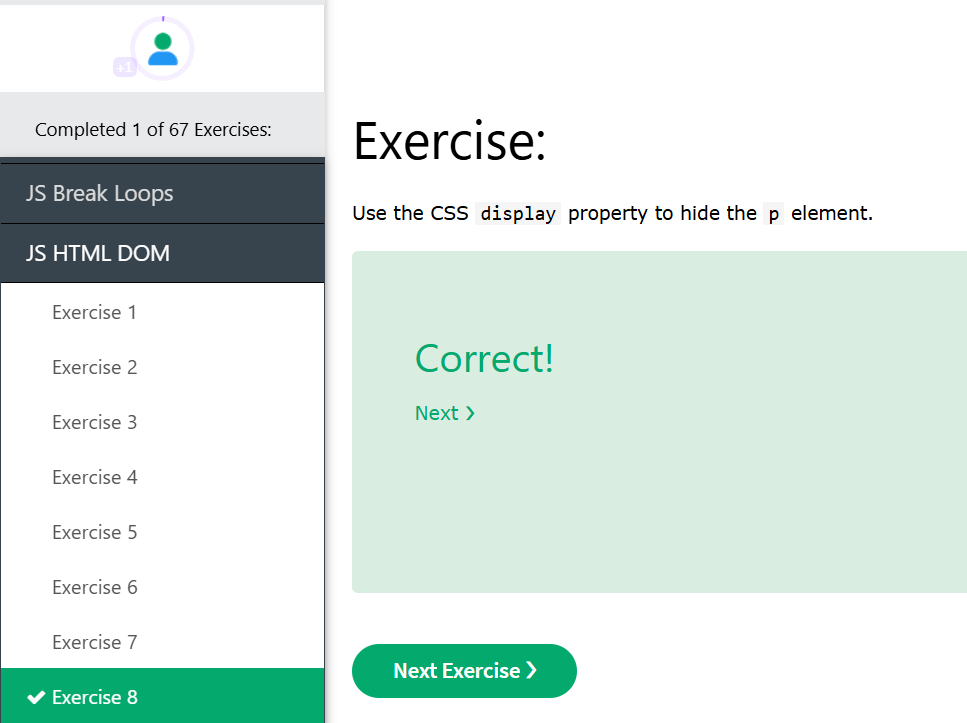 +1
Completed 1 of 67 Exercises:
JS Break Loops
JS HTML DOM
Exercise 1
Exercise 2
Exercise 3
Exercise 4
Exercise 5
Exercise 6
Exercise 7
Exercise 8
Exercise:
Use the CSS display property to hide the p element.
Correct!
Next ❯
Next Exercise ❯